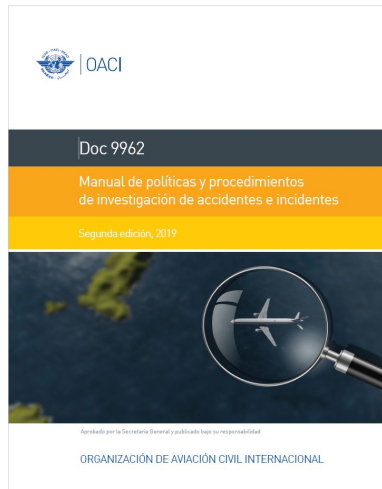 OACI
Doc 9962
Manual de políticas y procedimientos
de investigación de accidentes e incidentes
Segunda edición, 2019
Aprobado por la Secretaria General y publicado bajo su responsabilidad
ORGANIZACIÓN DE AVIACIÓN CIVIL INTERNACIONAL